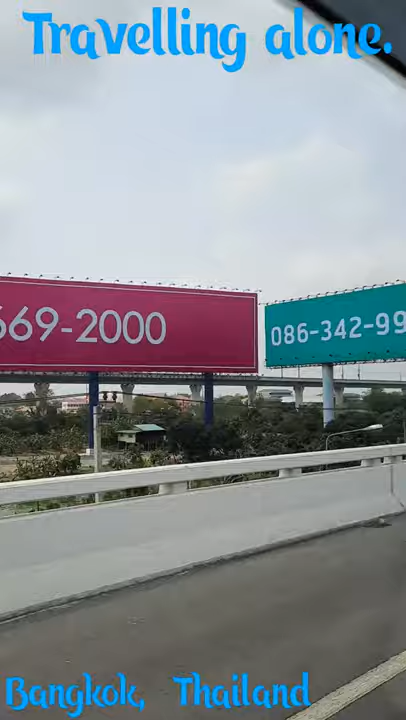 Travelling alone.
669-2000
086-342-99
Bangkok, Thailand